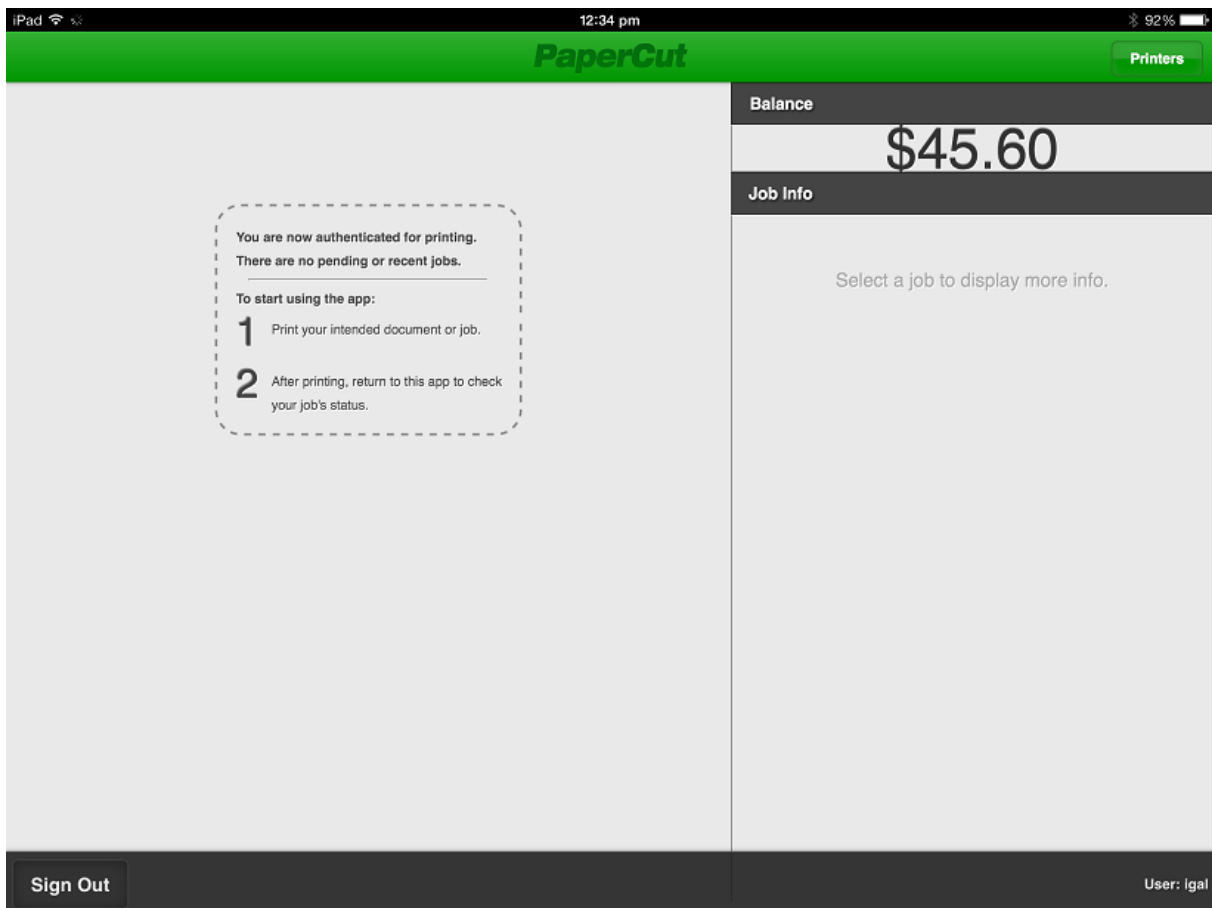 iPad 12:34 pm 92%
PaperCut
Printers
Balance
$45.60
Job Info
You are now authenticated for printing.
There are no pending or recent jobs.
To start using the app:
1 Print your intended document or job.
2 After printing, return to this app to check
your job's status.
Select a job to display more info.
Sign Out
User: igal